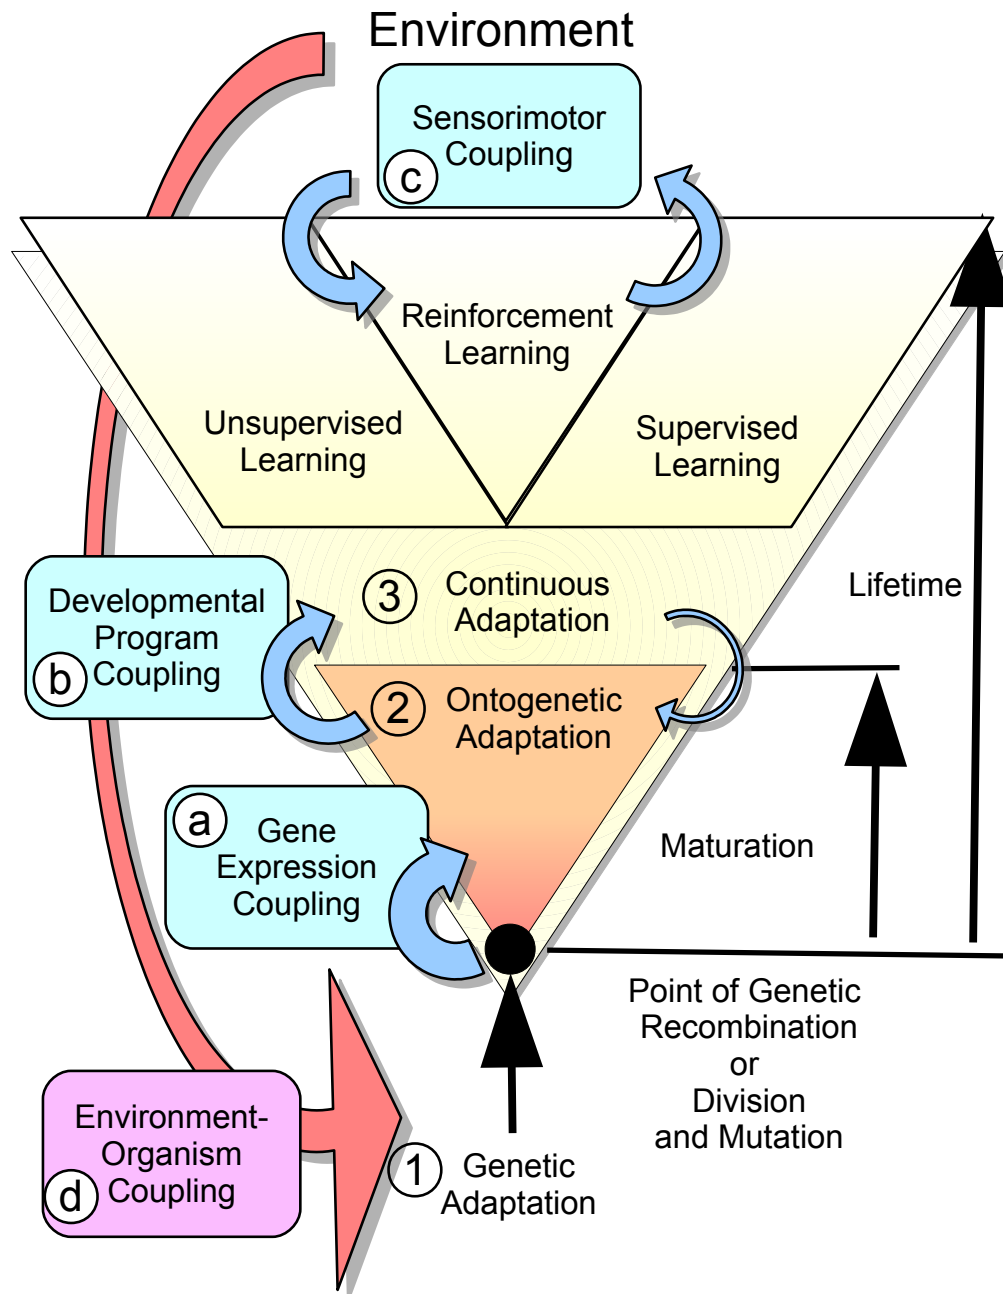 Environment
Sensorimotor
Coupling
c
Reinforcement
Learning
Unsupervised
Learning
Supervised
Learning
3
Continuous
Adaptation
Lifetime
Developmental
Program
Coupling
b
2
Ontogenetic
Adaptation
a
Gene
Expression
Coupling
Maturation
Point of Genetic
Recombination
or
Division
and Mutation
Environment-
Organism
Coupling
d
1
Genetic
Adaptation